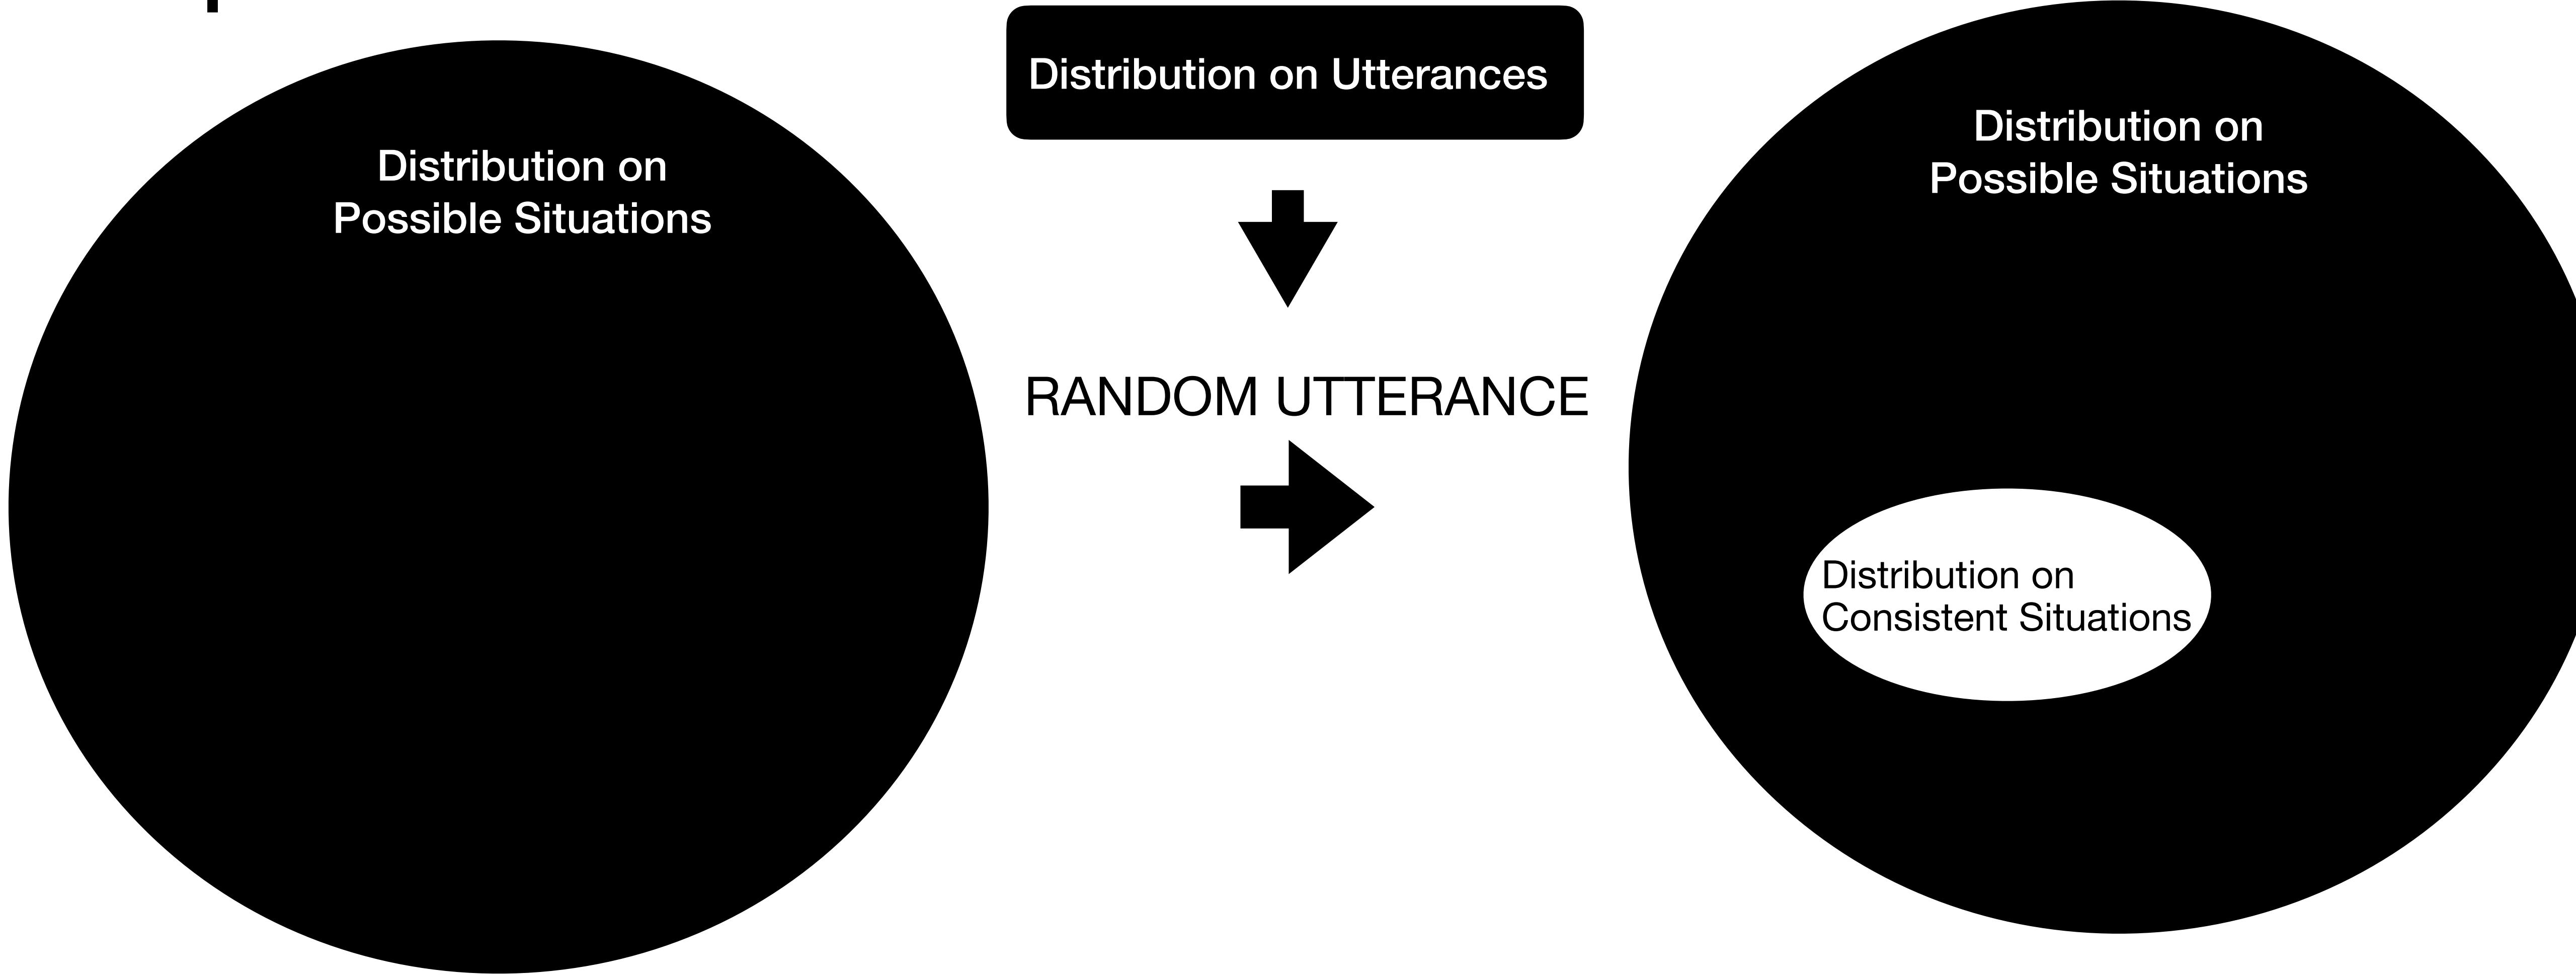 Distribution on
Possible Situations
Distribution on Utterances
RANDOM UTTERANCE
Distribution on
Possible Situations
Distribution on
Consistent Situations